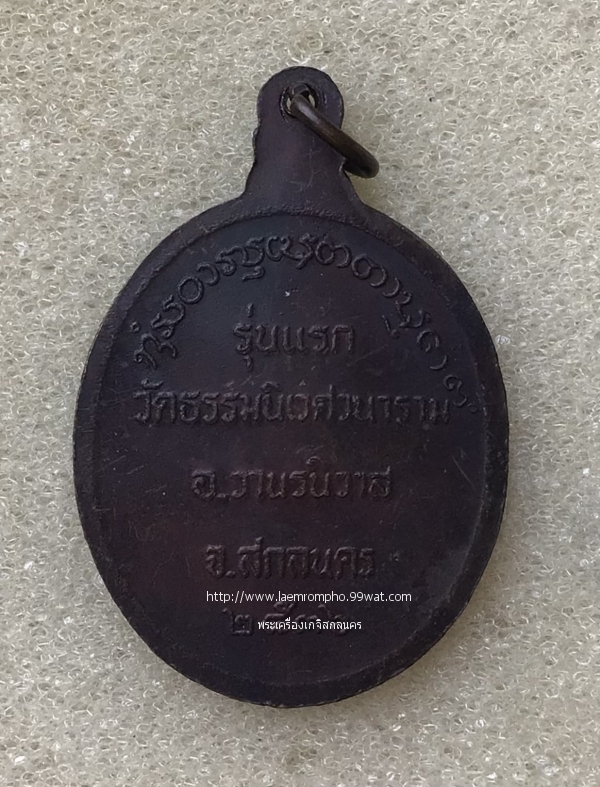 รุ่นแรก
วัดธรรมนิเวศวนาราม
อ.วานรนิวาส
จ.สกลนคร
http://www.laemrompho.99wat.com
พระเครื่องเกจิสกลนคร